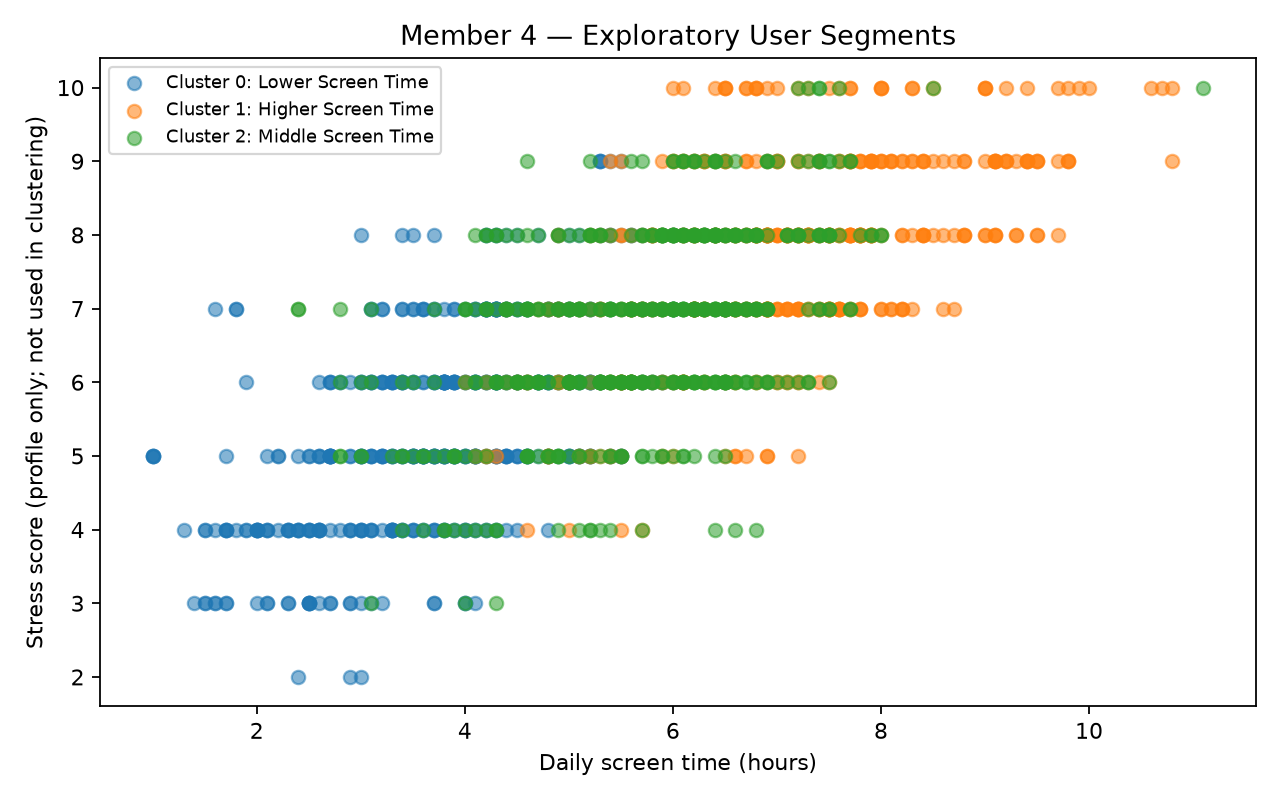 Member 4 — Exploratory User Segments
Cluster 0: Lower Screen Time
Cluster 1: Higher Screen Time
Cluster 2: Middle Screen Time
Stress score (profile only; not used in clustering)
10
9
8
7
6
5
4
3
2
2 4 6 8 10
Daily screen time (hours)